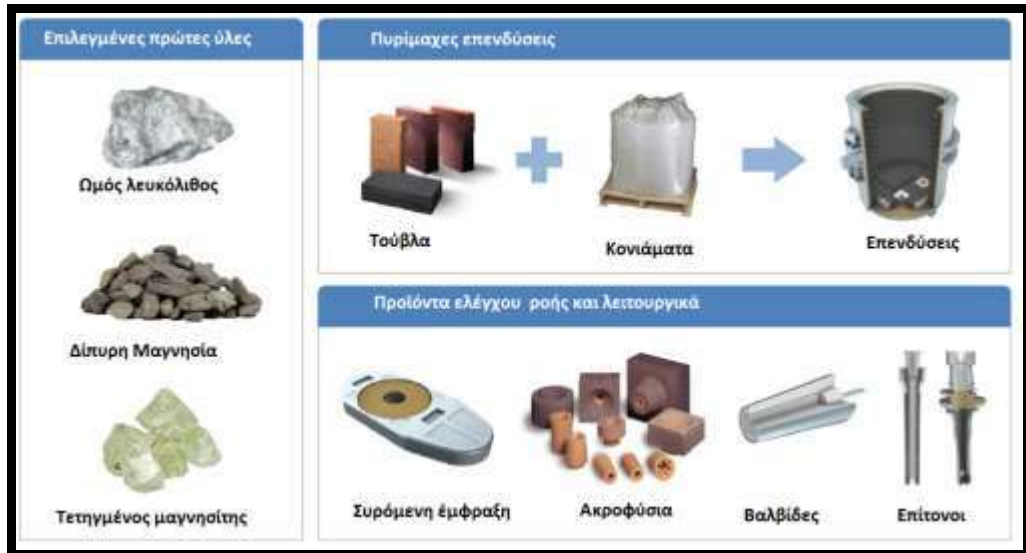 Επιλεγμένες πρώτες ύλες
Ωμός λευκόλιθος
Δίπυρη Μαγνησία
Τετηγμένος μαγνησίτης
Πυρίμαχες επενδύσεις
Τούβλα
Κονιάματα
Επενδύσεις
Προϊόντα ελέγχου ροής και λειτουργικά
Συρόμενη έμφραξη
Ακροφύσια
Βαλβίδες
Επίτονοι